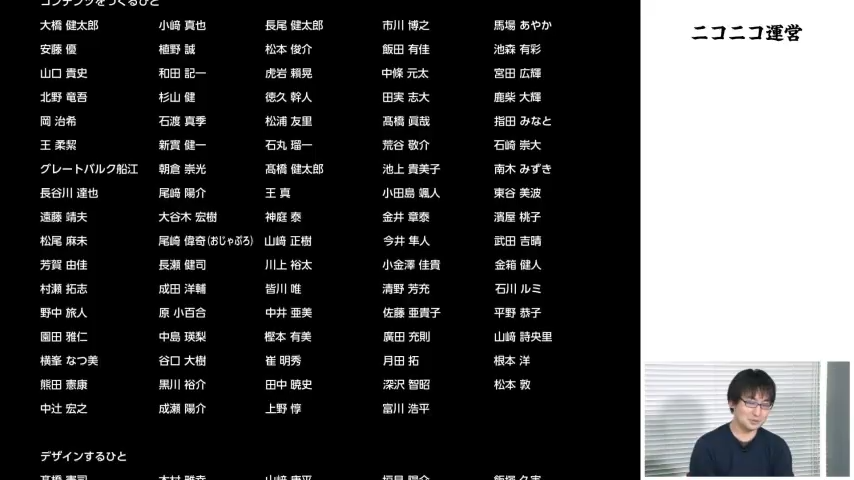 コンテンツをつくるひと
大橋 健太郎 小﨑 真也 長尾 健太郎 市川 博之 馬場 あやか
安藤 優 植野 誠 松本 俊介 飯田 有佳 池森 有彩
山口 貴史 和田 記一 虎岩 頼晃 中條 元太 宮田 広輝
北野 竜吾 杉山 健 徳久 幹人 田実 志大 鹿柴 大輝
岡 治希 石渡 真季 松浦 友里 髙橋 眞哉 指田 みなと
王 柔絜 新實 健一 石丸 瑠一 荒谷 敬介 石崎 崇大
グレートバルク船江 朝倉 崇光 髙橋 健太郎 池上 貴美子 南木 みずき
長谷川 達也 尾﨑 陽介 王 真 小田島 颯人 東谷 美波
遠藤 靖夫 大谷木 宏樹 神庭 泰 金井 章泰 濱屋 桃子
松尾 麻未 尾崎 偉奇(おじゃぷろ) 山﨑 正樹 今井 隼人 武田 吉晴
芳賀 由佳 長瀬 健司 川上 裕太 小金澤 佳貴 金箱 健人
村瀬 拓志 成田 洋輔 皆川 唯 清野 芳充 石川 ルミ
野中 旅人 原 小百合 中井 亜美 佐藤 亜貴子 平野 恭子
園田 雅仁 中島 瑛梨 樫本 有美 廣田 充則 山﨑 詩央里
横峯 なつ美 谷口 大樹 崔 明秀 月田 拓 根本 洋
熊田 憲康 黒川 裕介 田中 暁史 深沢 智昭 松本 敦
中辻 宏之 成瀬 陽介 上野 惇 富川 浩平
デザインするひと
ニコニコ運営